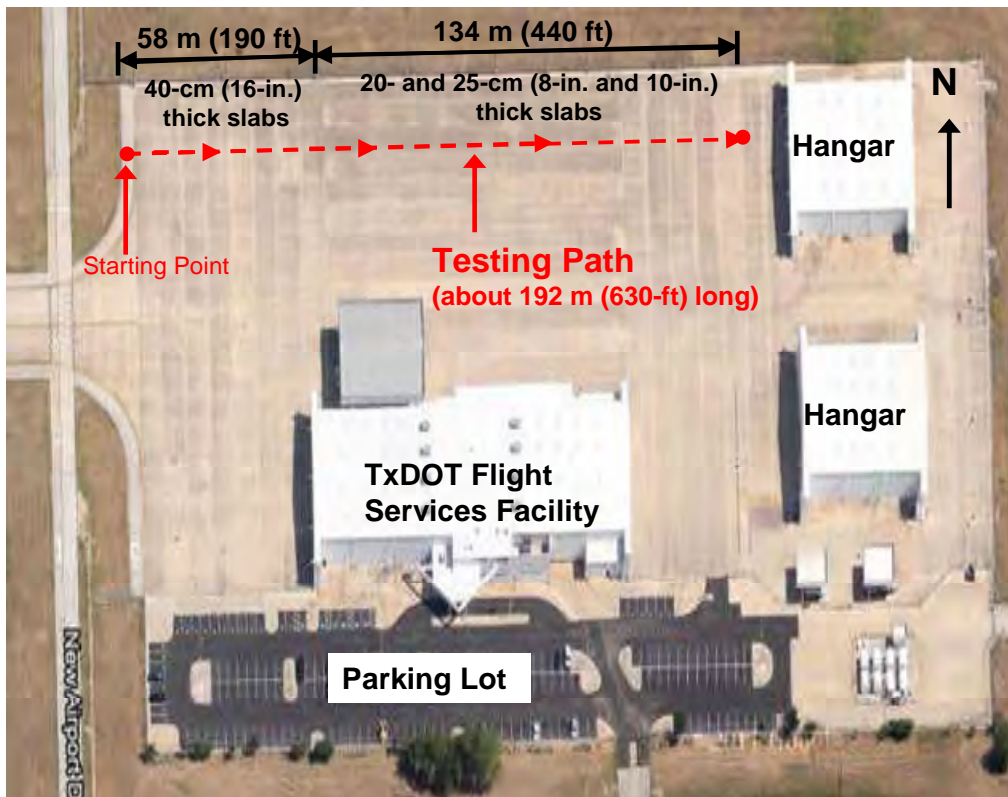 58 m (190 ft)
134 m (440 ft)
40-cm (16-in.)
thick slabs
20- and 25-cm (8-in. and 10-in.)
thick slabs
N
Hangar
Starting Point
Testing Path
(about 192 m (630-ft) long)
Hangar
TxDOT Flight
Services Facility
Parking Lot
New Airport